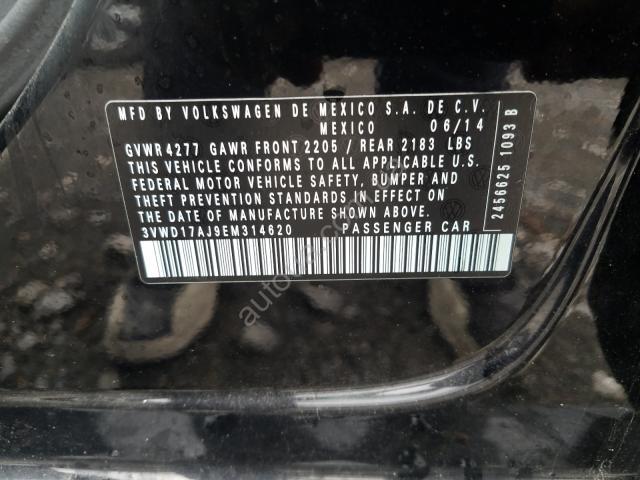 MFD BY VOLKSWAGEN DE MEXICO S.A. DE C.V.
MEXICO 06/14
GVWR 4277 GAWR FRONT 2205 / REAR 2183 LBS
THIS VEHICLE CONFORMS TO ALL APPLICABLE
FEDERAL MOTOR VEHICLE SAFETY, BUMPER AND
THEFT PREVENTION STANDARDS IN EFFECT ON
THE DATE OF MANUFACTURE SHOWN ABOVE.
3VWD17AJ9EM314620 PASSENGER CAR
2456625 1093 B